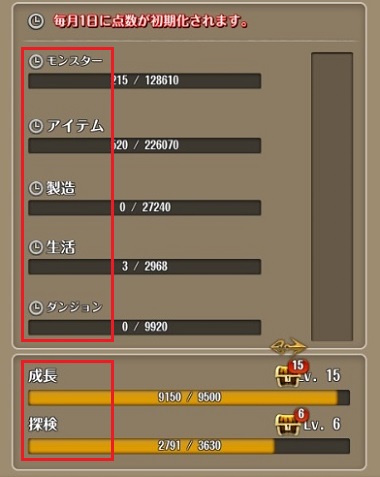 毎月1日に点数が初期化されます。
モンスター
215 / 128610
アイテム
520 / 226070
製造
0 / 27240
生活
3 / 2968
ダンジョン
0 / 9920
成長
15
Lv. 15
9150 / 9500
探検
6
Lv. 6
2791 / 3630